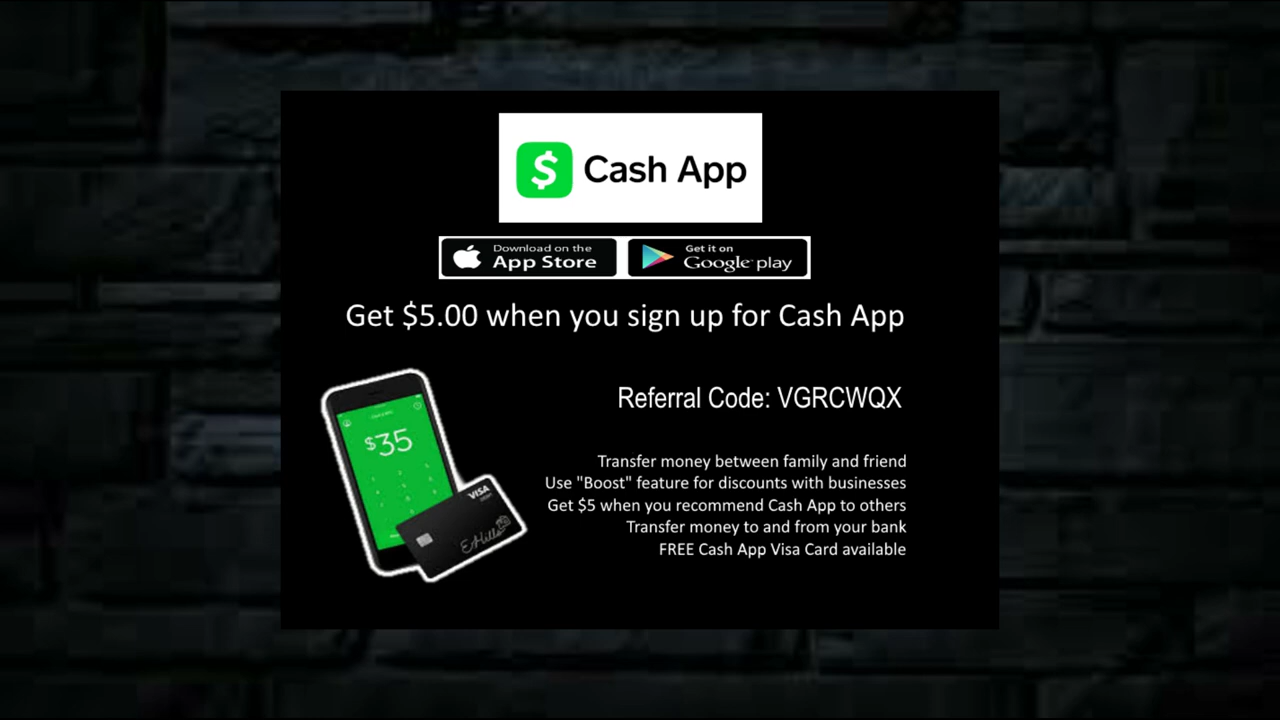 Cash App
Download on the
App Store
Get it on
Google play
Get $5.00 when you sign up for Cash App
Referral Code: VGRCWQX
$35
VISA
Transfer money between family and friend
Use "Boost" feature for discounts with businesses
Get $5 when you recommend Cash App to others
Transfer money to and from your bank
FREE Cash App Visa Card available